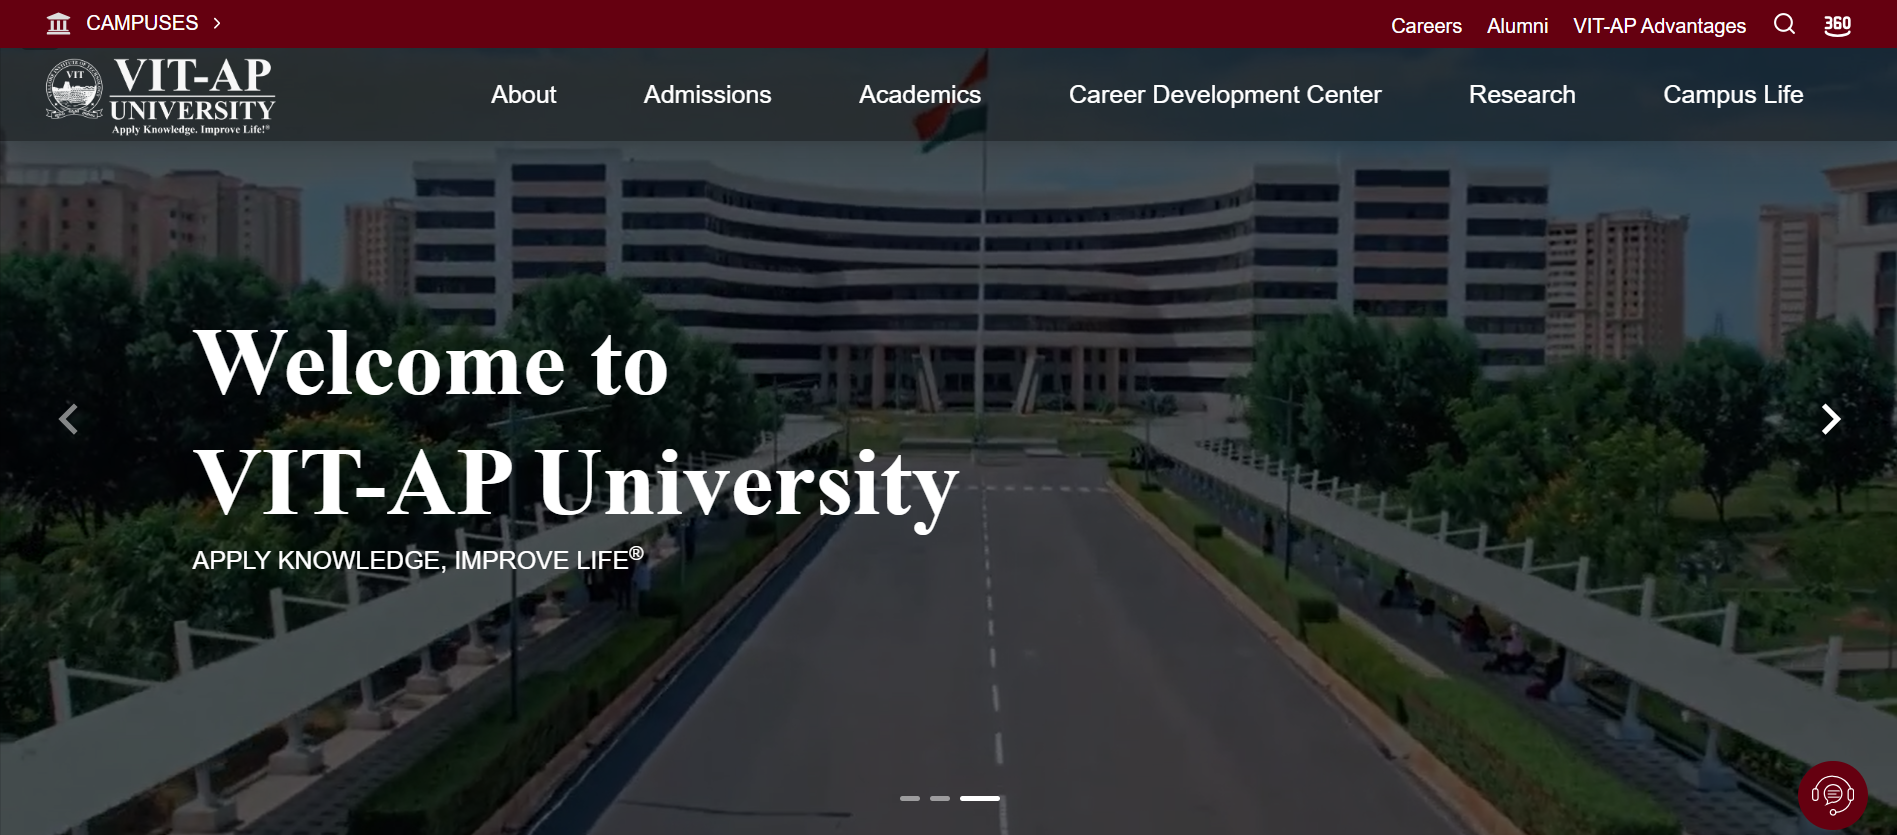 CAMPUSES
Careers Alumni VIT-AP Advantages 360
VIT
VIT-AP
UNIVERSITY
Apply Knowledge. Improve Life!®
About Admissions Academics Career Development Center Research Campus Life
Welcome to
VIT-AP University
APPLY KNOWLEDGE, IMPROVE LIFE®